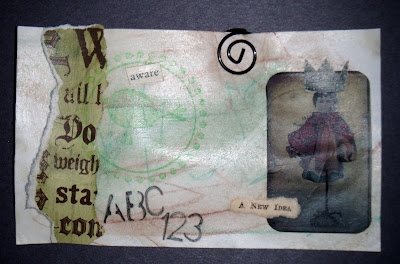 W
all
Do
weigh
sta
con
aware
ABC
123
A New Idea